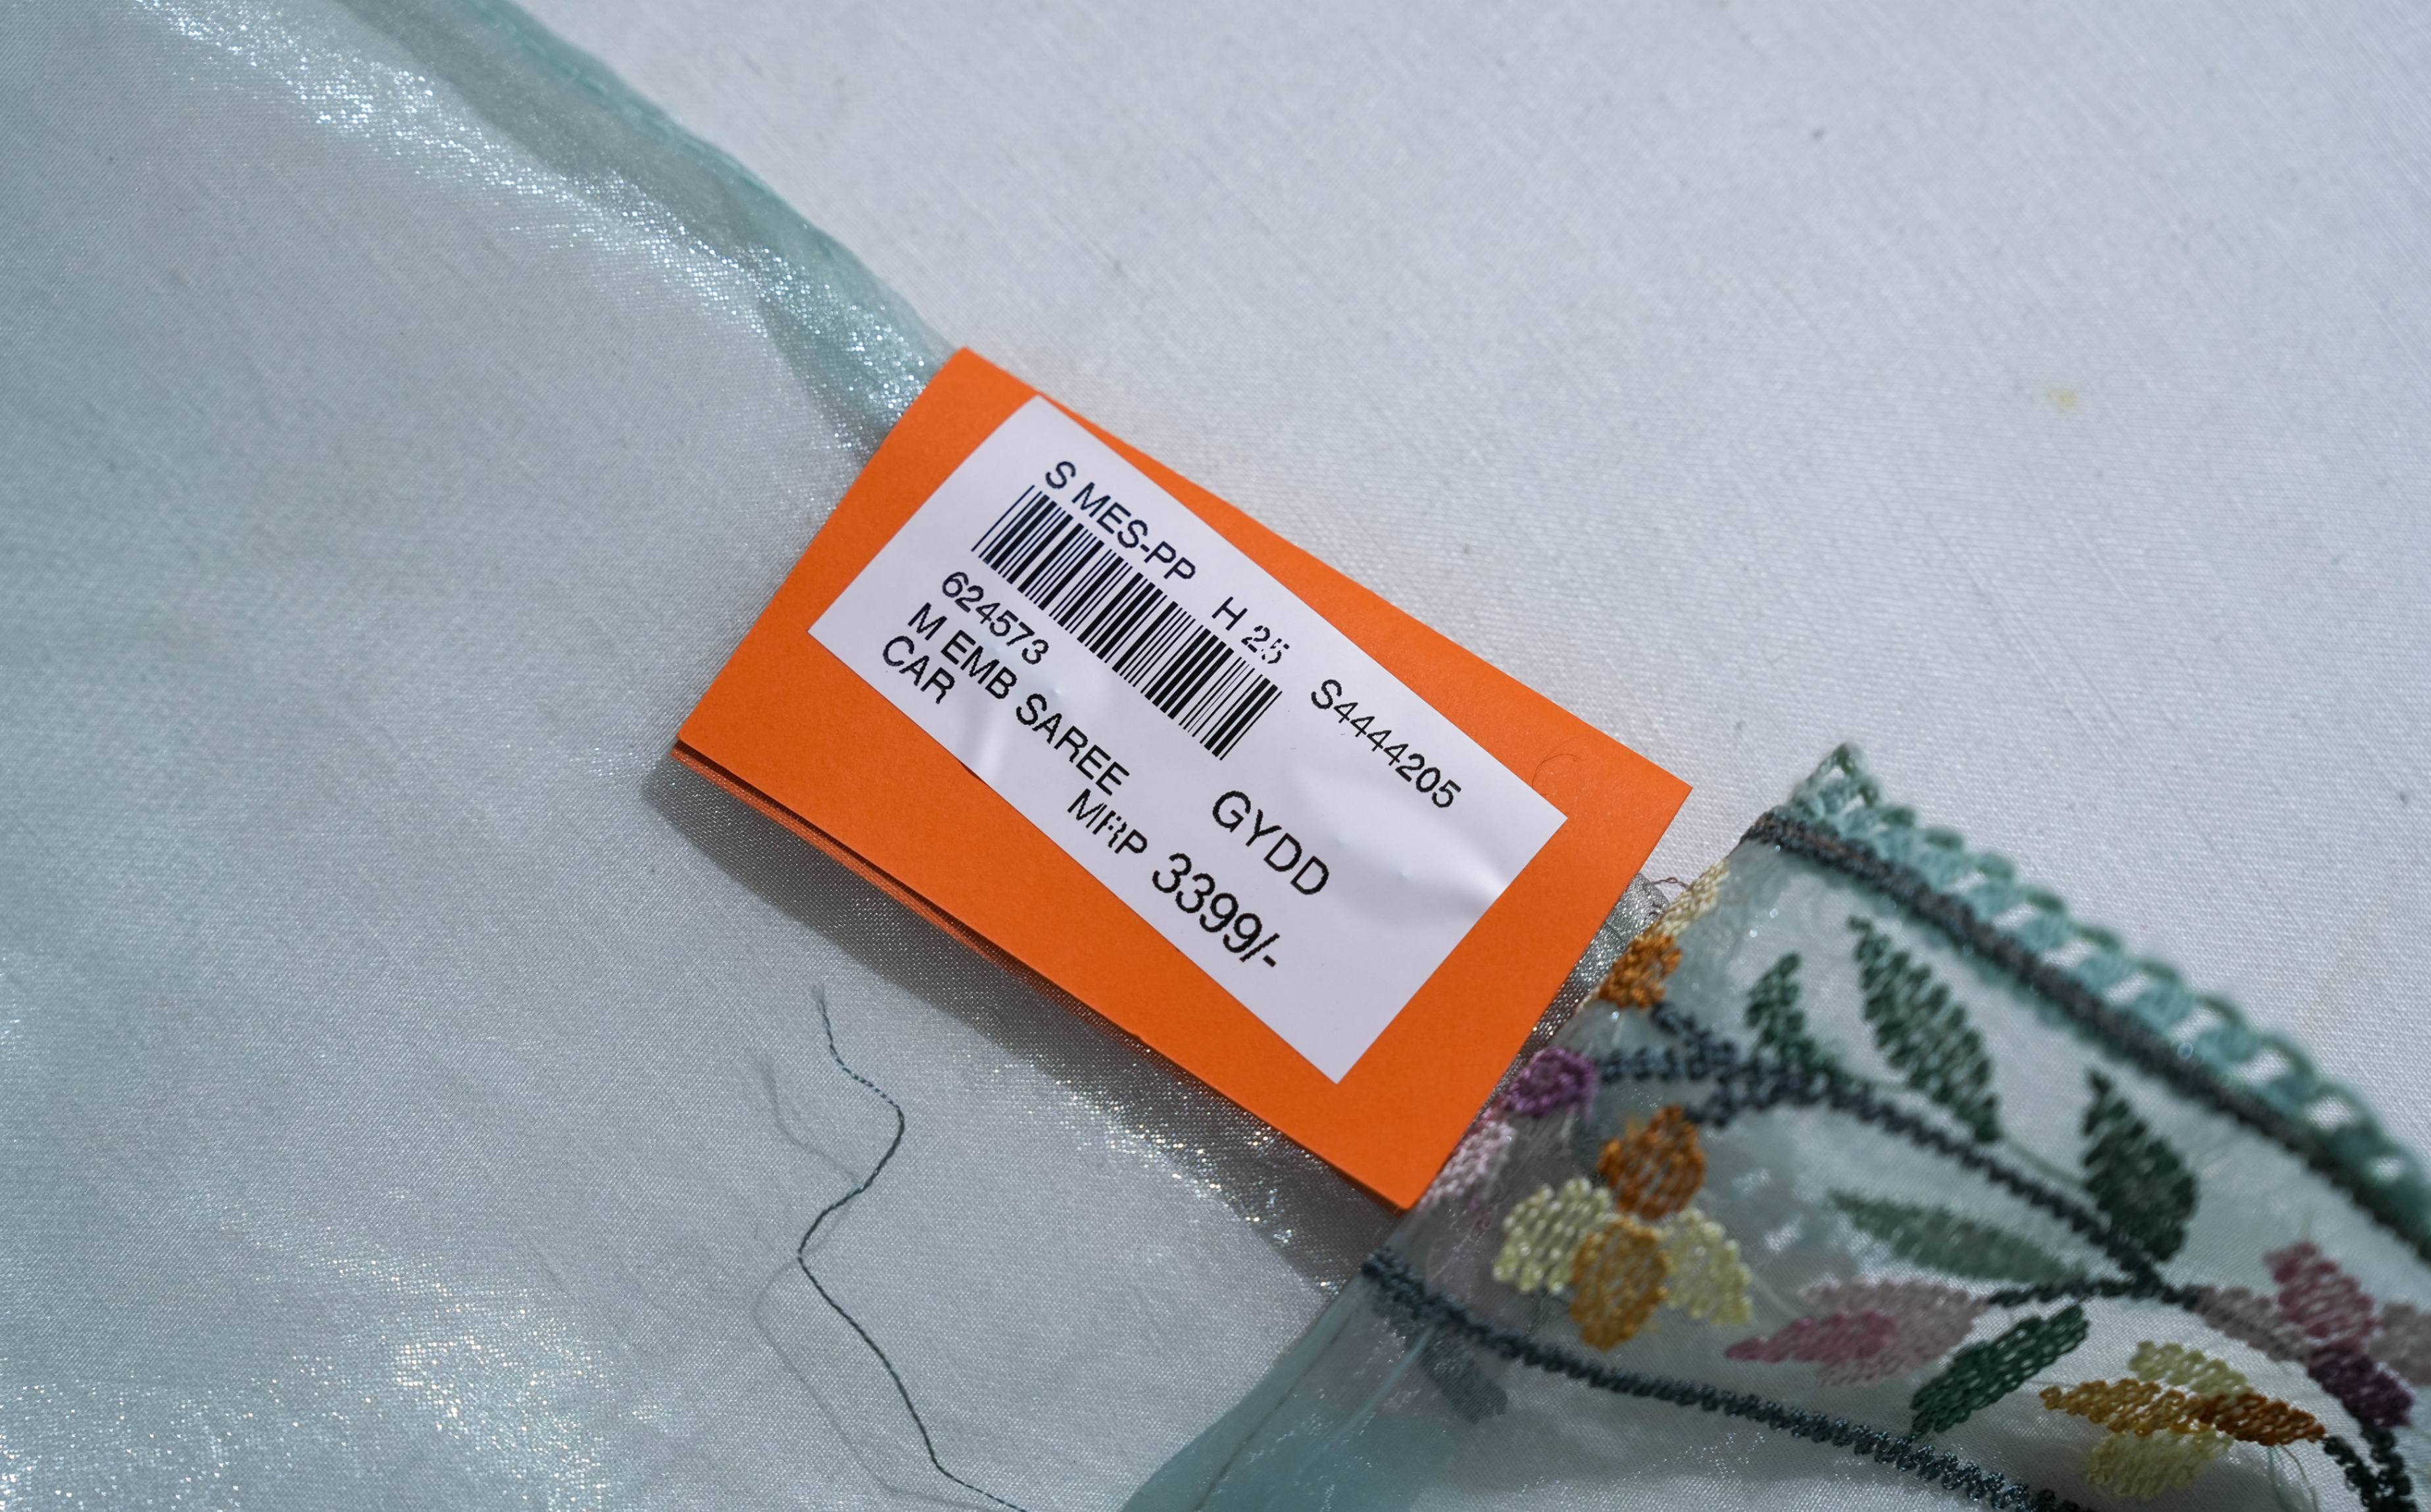 S MES-PP H 25 S4444205
624573
M EMB SAREE GYDD
CAR MRP 3399/-